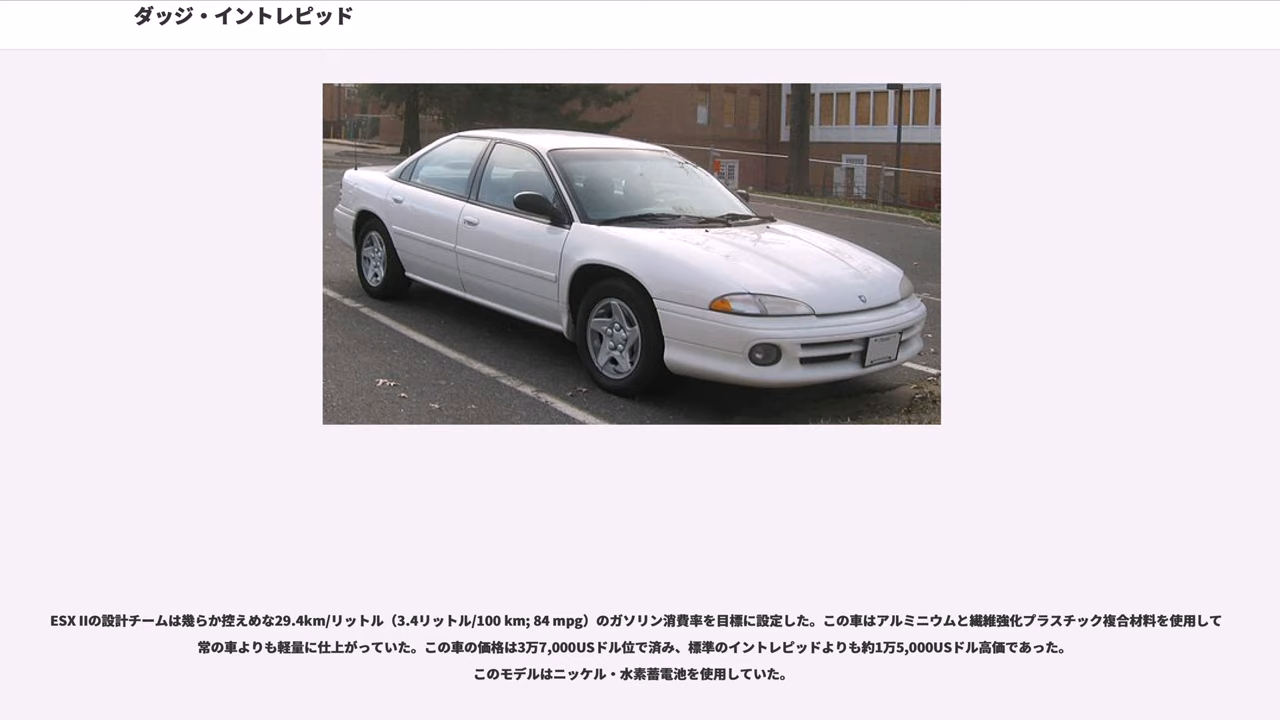 ダッジ・イントレピッド
ESX IIの設計チームは幾らか控えめな29.4km/リットル（3.4リットル/100 km; 84 mpg）のガソリン消費率を目標に設定した。この車はアルミニウムと繊維強化プラスチック複合材料を使用して
常の車よりも軽量に仕上がっていた。この車の価格は3万7,000USドル位で済み、標準のイントレピッドよりも約1万5,000USドル高価であった。
このモデルはニッケル・水素蓄電池を使用していた。